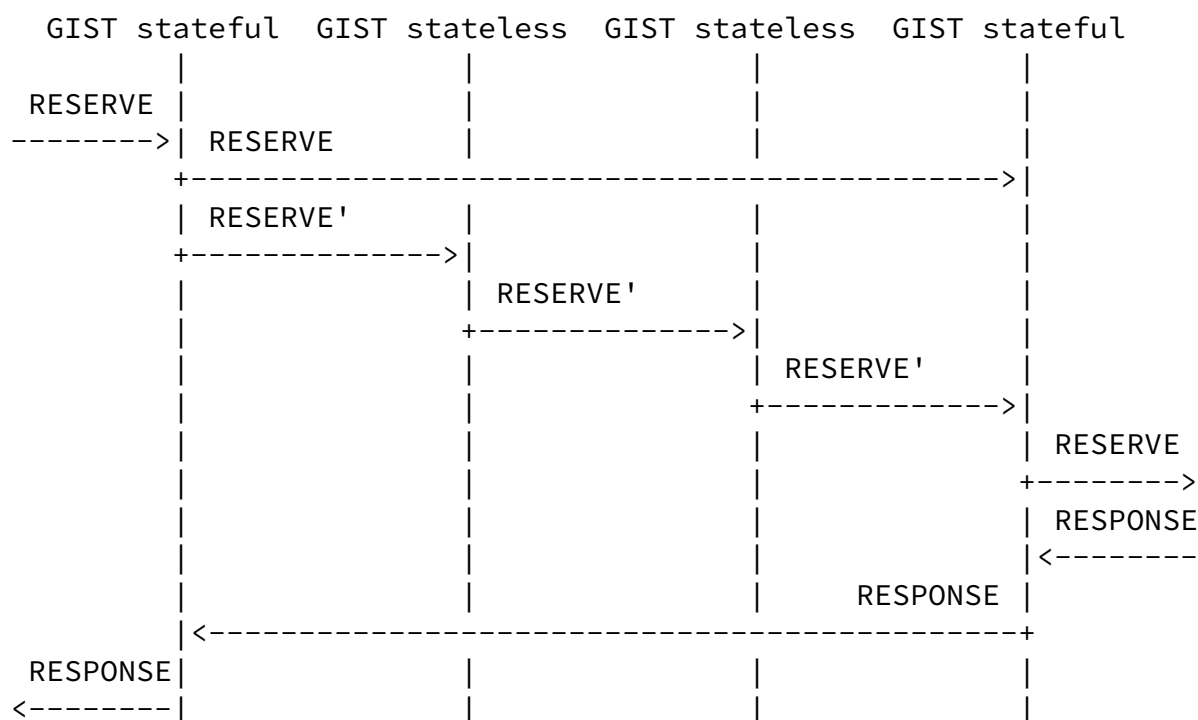 GIST stateful GIST stateless GIST stateless GIST stateful
RESERVE
RESERVE
RESERVE'
RESERVE'
RESERVE'
RESERVE
RESPONSE
RESPONSE
RESPONSE